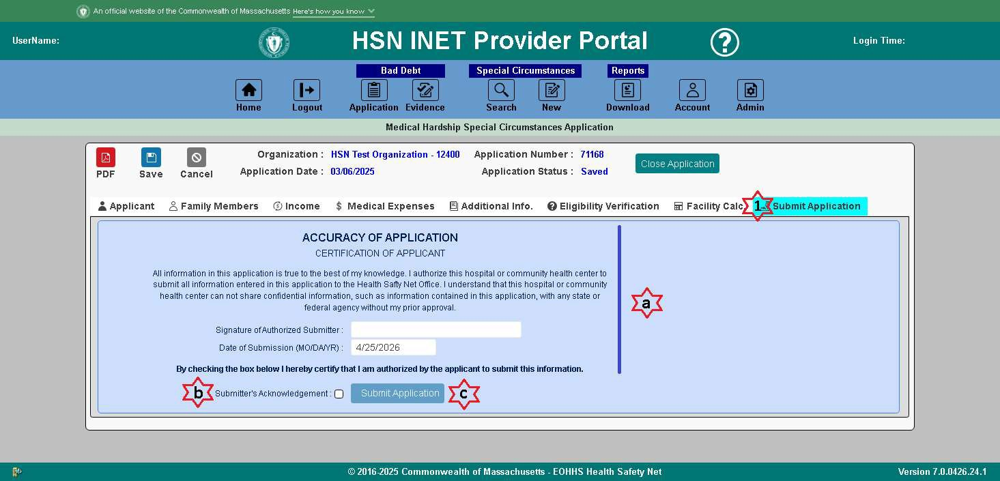 An official website of the Commonwealth of Massachusetts Here's how you know
UserName:
HSN INET Provider Portal
?
Login Time:
Bad Debt
Special Circumstances
Reports
Home
Logout
Application
Evidence
Search
New
Download
Account
Admin
Medical Hardship Special Circumstances Application
PDF
Save
Cancel
Organization : HSN Test Organization - 12400
Application Number : 71168
Application Date : 03/06/2025
Application Status : Saved
Close Application
Applicant
Family Members
Income
Medical Expenses
Additional Info.
Eligibility Verification
Facility Calc
1
Submit Application
ACCURACY OF APPLICATION
CERTIFICATION OF APPLICANT
All information in this application is true to the best of my knowledge. I authorize this hospital or community health center to
submit all information entered in this application to the Health Safty Net Office. I understand that this hospital or community
health center can not share confidential information, such as information contained in this application, with any state or
federal agency without my prior approval.
a
Signature of Authorized Submitter :
Date of Submission (MO/DA/YR) : 4/25/2026
By checking the box below I hereby certify that I am authorized by the applicant to submit this information.
b
Submitter's Acknowledgement :
Submit Application
c
© 2016-2025 Commonwealth of Massachusetts - EOHHS Health Safety Net
Version 7.0.0426.24.1